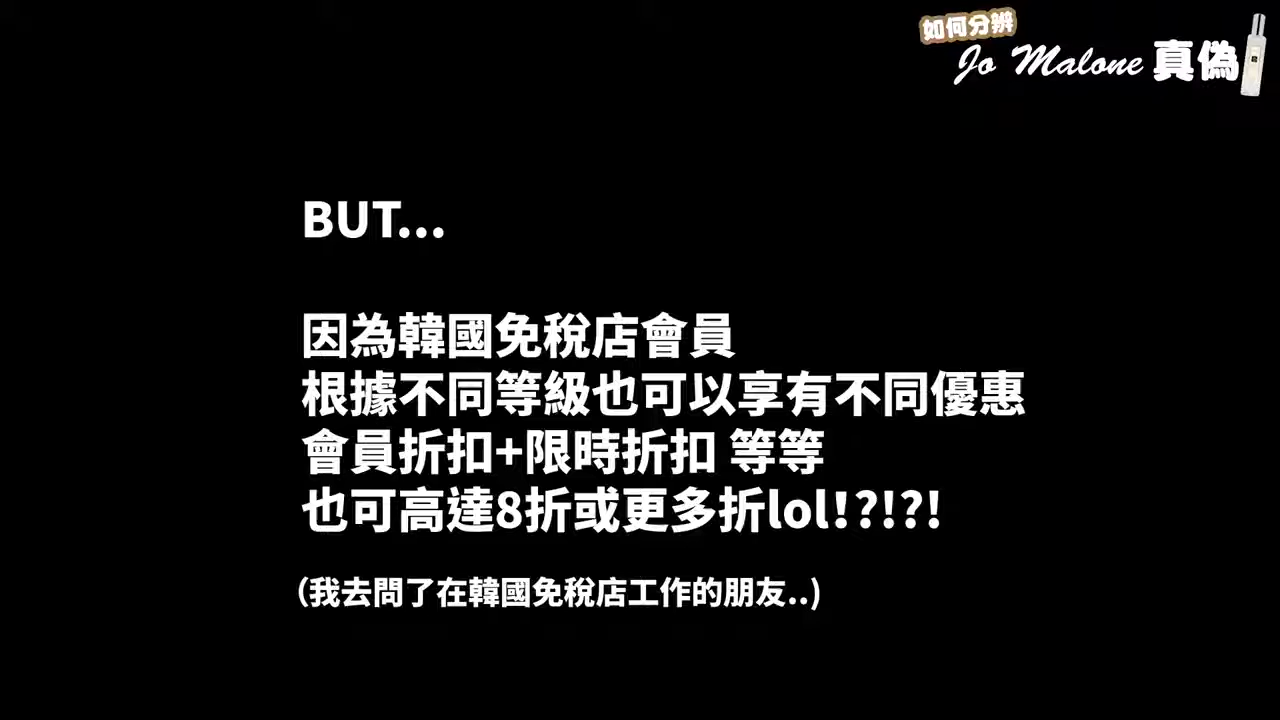 如何分辨
Jo Malone 真偽
BUT...
因為韓國免稅店會員
根據不同等級也可以享有不同優惠
會員折扣+限時折扣 等等
也可高達8折或更多折lol!?!?!
(我去問了在韓國免稅店工作的朋友..)